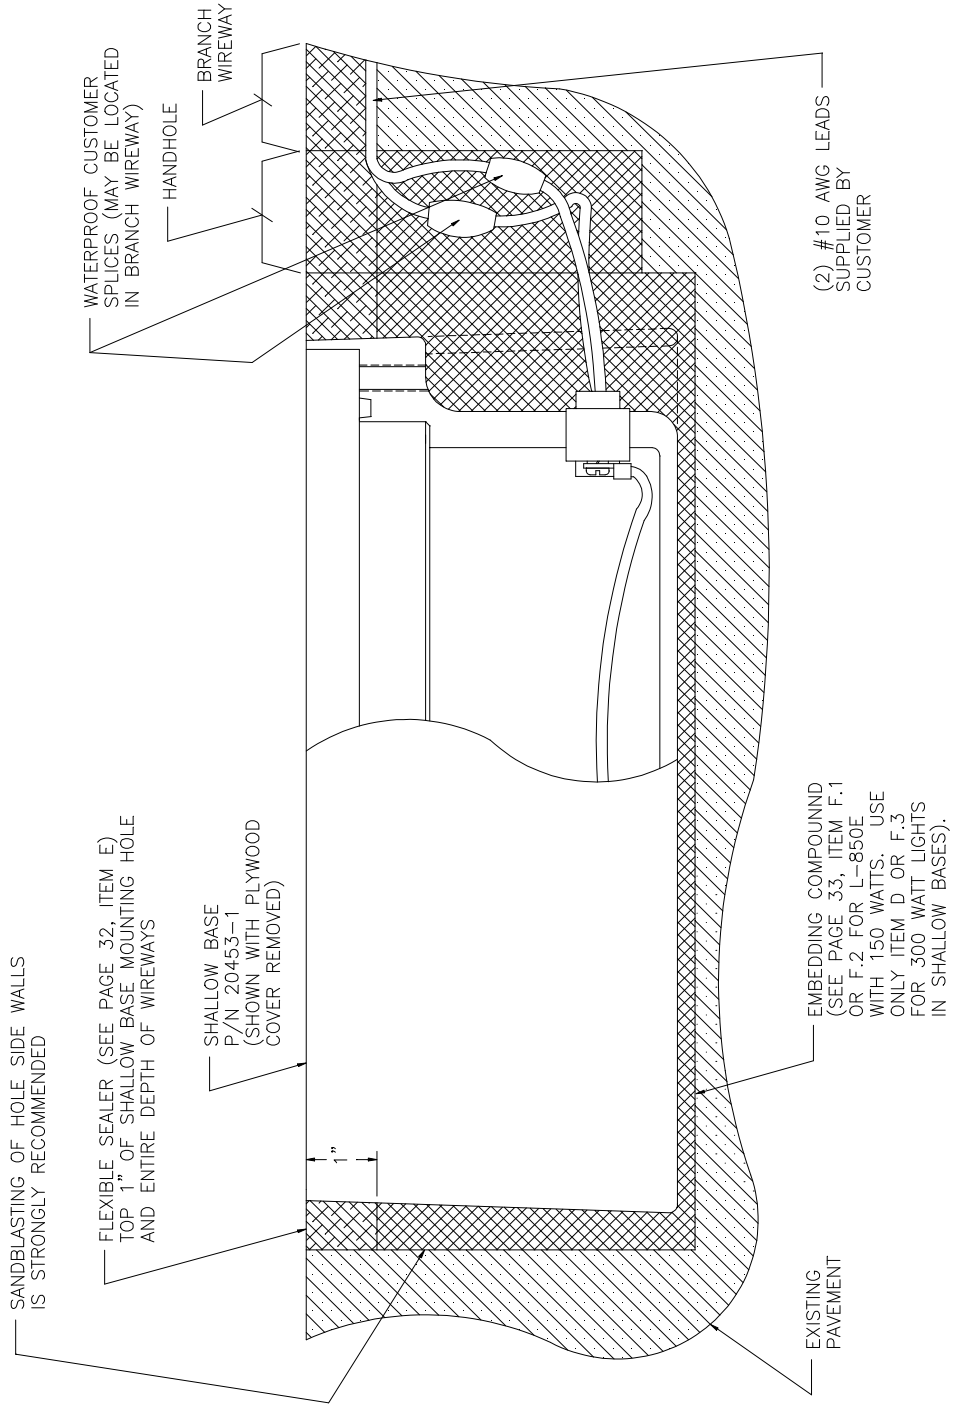 SANDBLASTING OF HOLE SIDE WALLS
IS STRONGLY RECOMMENDED
FLEXIBLE SEALER (SEE PAGE 32, ITEM E)
TOP 1" OF SHALLOW BASE MOUNTING HOLE
AND ENTIRE DEPTH OF WIREWAYS
SHALLOW BASE
P/N 20453-1
(SHOWN WITH PLYWOOD
COVER REMOVED)
WATERPROOF CUSTOMER
SPLICES (MAY BE LOCATED
IN BRANCH WIREWAY)
HANDHOLE
BRANCH
WIREWAY
1"
EXISTING
PAVEMENT
EMBEDDING COMPOUNND
(SEE PAGE 33, ITEM F.1
OR F.2 FOR L-850E
WITH 150 WATTS. USE
ONLY ITEM D OR F.3
FOR 300 WATT LIGHTS
IN SHALLOW BASES).
(2) #10 AWG LEADS
SUPPLIED BY
CUSTOMER